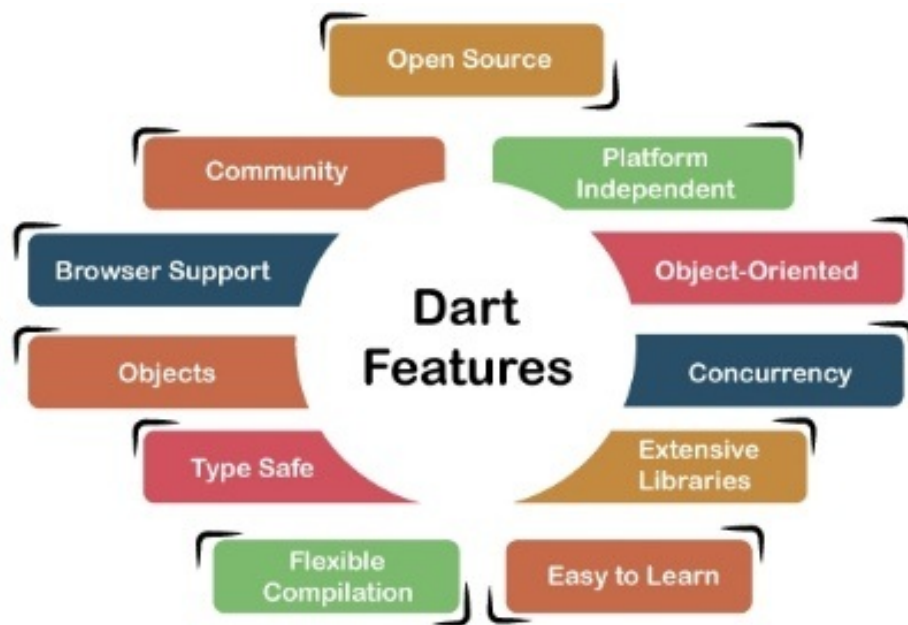 Open Source
Community
Platform
Independent
Browser Support
Object-Oriented
Dart
Features
Objects
Concurrency
Type Safe
Extensive
Libraries
Flexible
Compilation
Easy to Learn